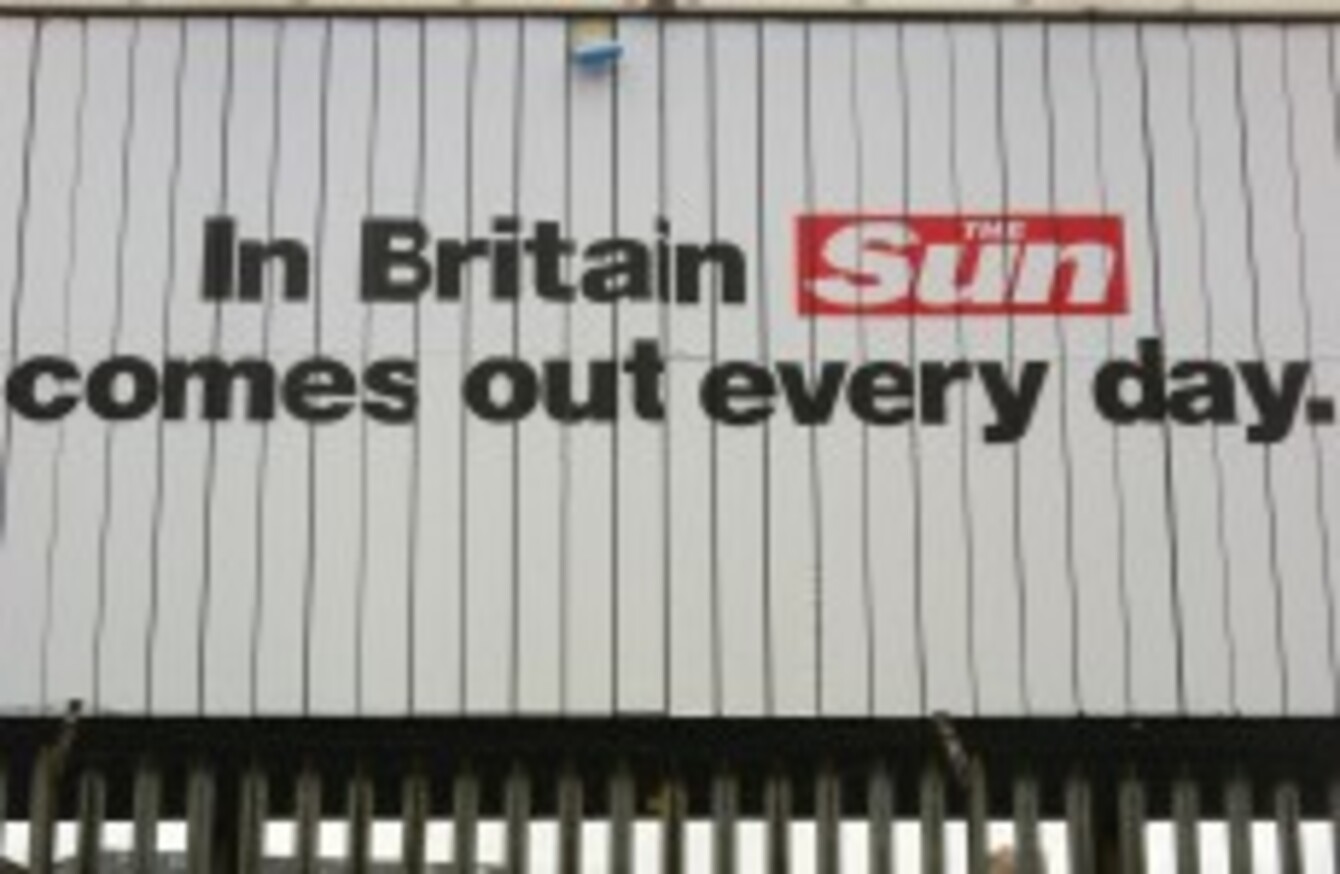 In Britain THE Sun
comes out every day.